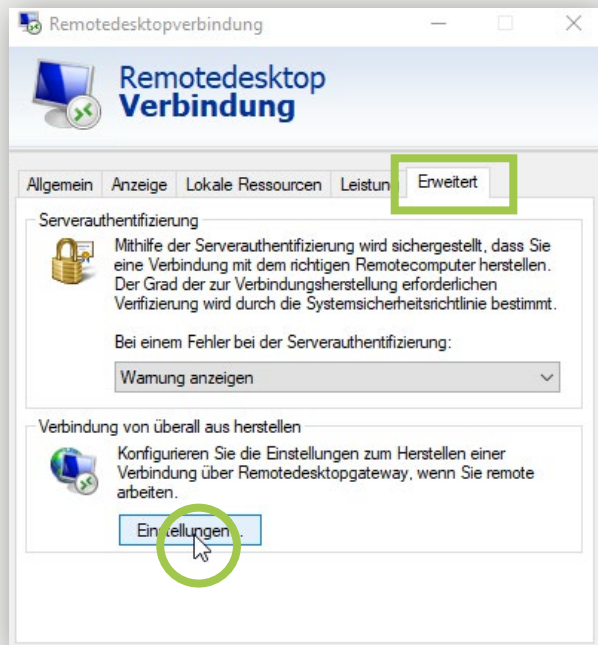 Remotedesktopverbindung
Remotedesktop
Verbindung
Allgemein Anzeige Lokale Ressourcen Leistung Erweitert
Serverauthentifizierung
Mithilfe der Serverauthentifizierung wird sichergestellt, dass Sie
eine Verbindung mit dem richtigen Remotecomputer herstellen.
Der Grad der zur Verbindungsherstellung erforderlichen
Verifizierung wird durch die Systemsicherheitsrichtlinie bestimmt.
Bei einem Fehler bei der Serverauthentifizierung:
Warnung anzeigen
Verbindung von überall aus herstellen
Konfigurieren Sie die Einstellungen zum Herstellen einer
Verbindung über Remotedesktopgateway, wenn Sie remote
arbeiten.
Einstellungen...